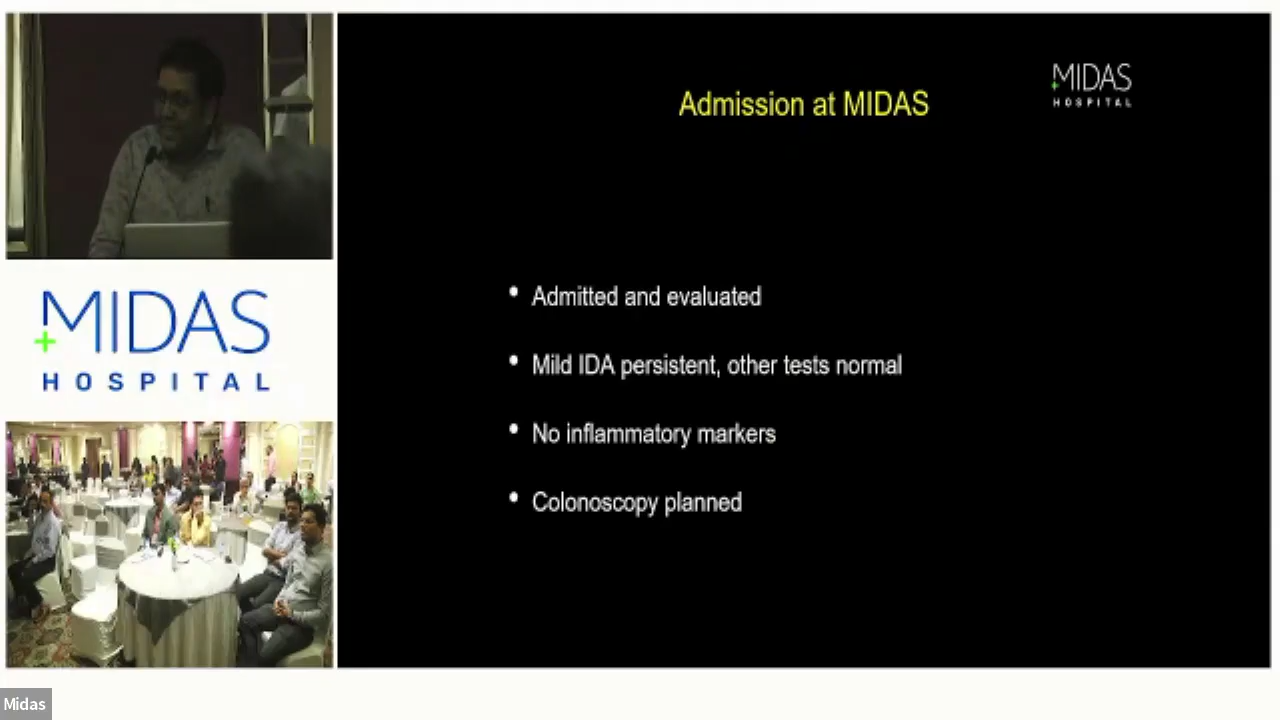 Admission at MIDAS
MIDAS
HOSPITAL
• Admitted and evaluated
• Mild IDA persistent, other tests normal
• No inflammatory markers
• Colonoscopy planned
MIDAS
HOSPITAL
Midas